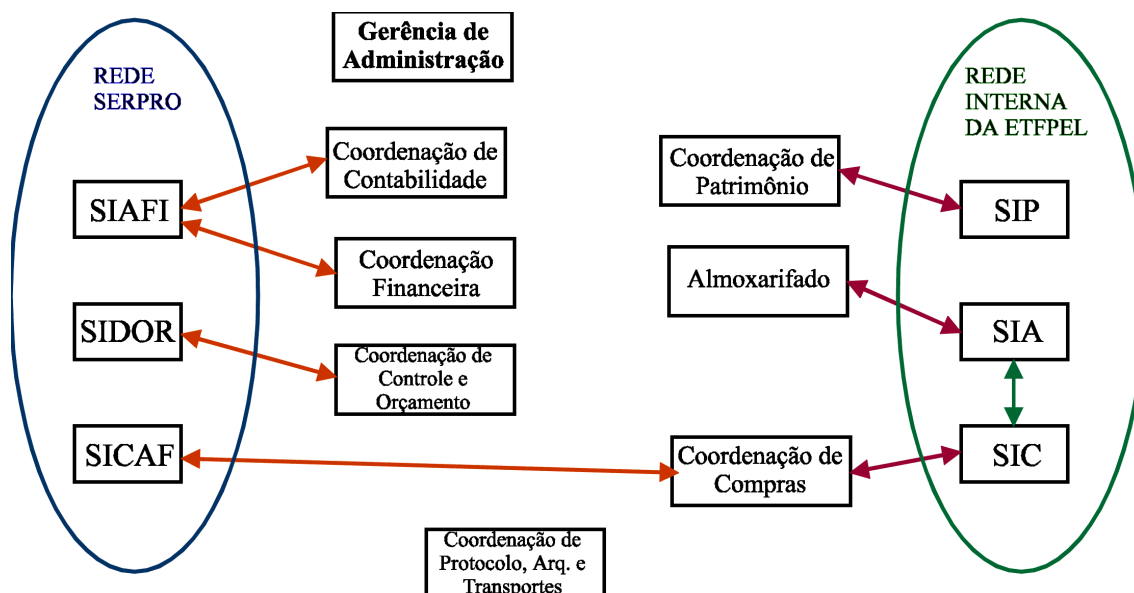 Gerência de
Administração
REDE
SERPRO
REDE
INTERNA
DA ETFPEL
Coordenação de
Contabilidade
Coordenação de
Patrimônio
SIAFI
SIP
Coordenação
Financeira
Almoxarifado
SIDOR
SIA
Coordenação de
Controle e
Orçamento
SICAF
Coordenação de
Compras
SIC
Coordenação de
Protocolo, Arq. e
Transportes